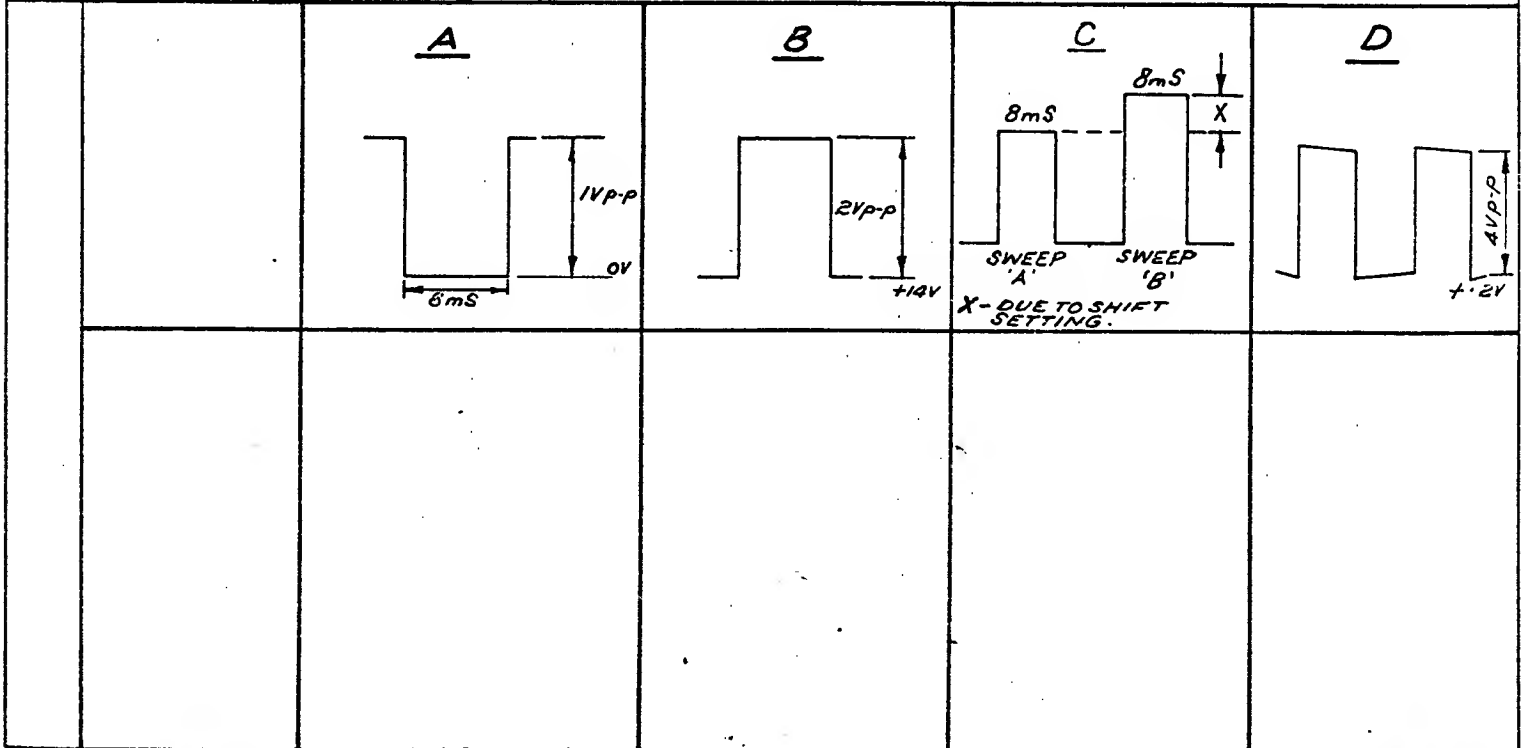 A
1Vp-p
0V
6mS
B
2Vp-p
+14V
C
8mS
8mS
X
SWEEP 'A'
SWEEP 'B'
X- DUE TO SHIFT
SETTING.
D
4Vp-p
+.2V